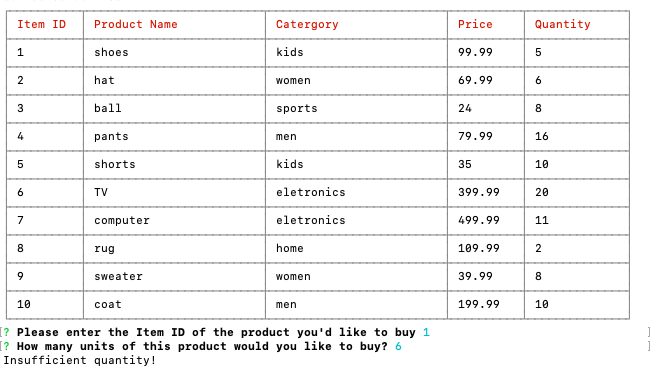 Item ID Product Name Catergory Price Quantity
1 shoes kids 99.99 5
2 hat women 69.99 6
3 ball sports 24 8
4 pants men 79.99 16
5 shorts kids 35 10
6 TV eletronics 399.99 20
7 computer eletronics 499.99 11
8 rug home 109.99 2
9 sweater women 39.99 8
10 coat men 199.99 10
[? Please enter the Item ID of the product you'd like to buy 1 ]
[? How many units of this product would you like to buy? 6 ]
Insufficient quantity!